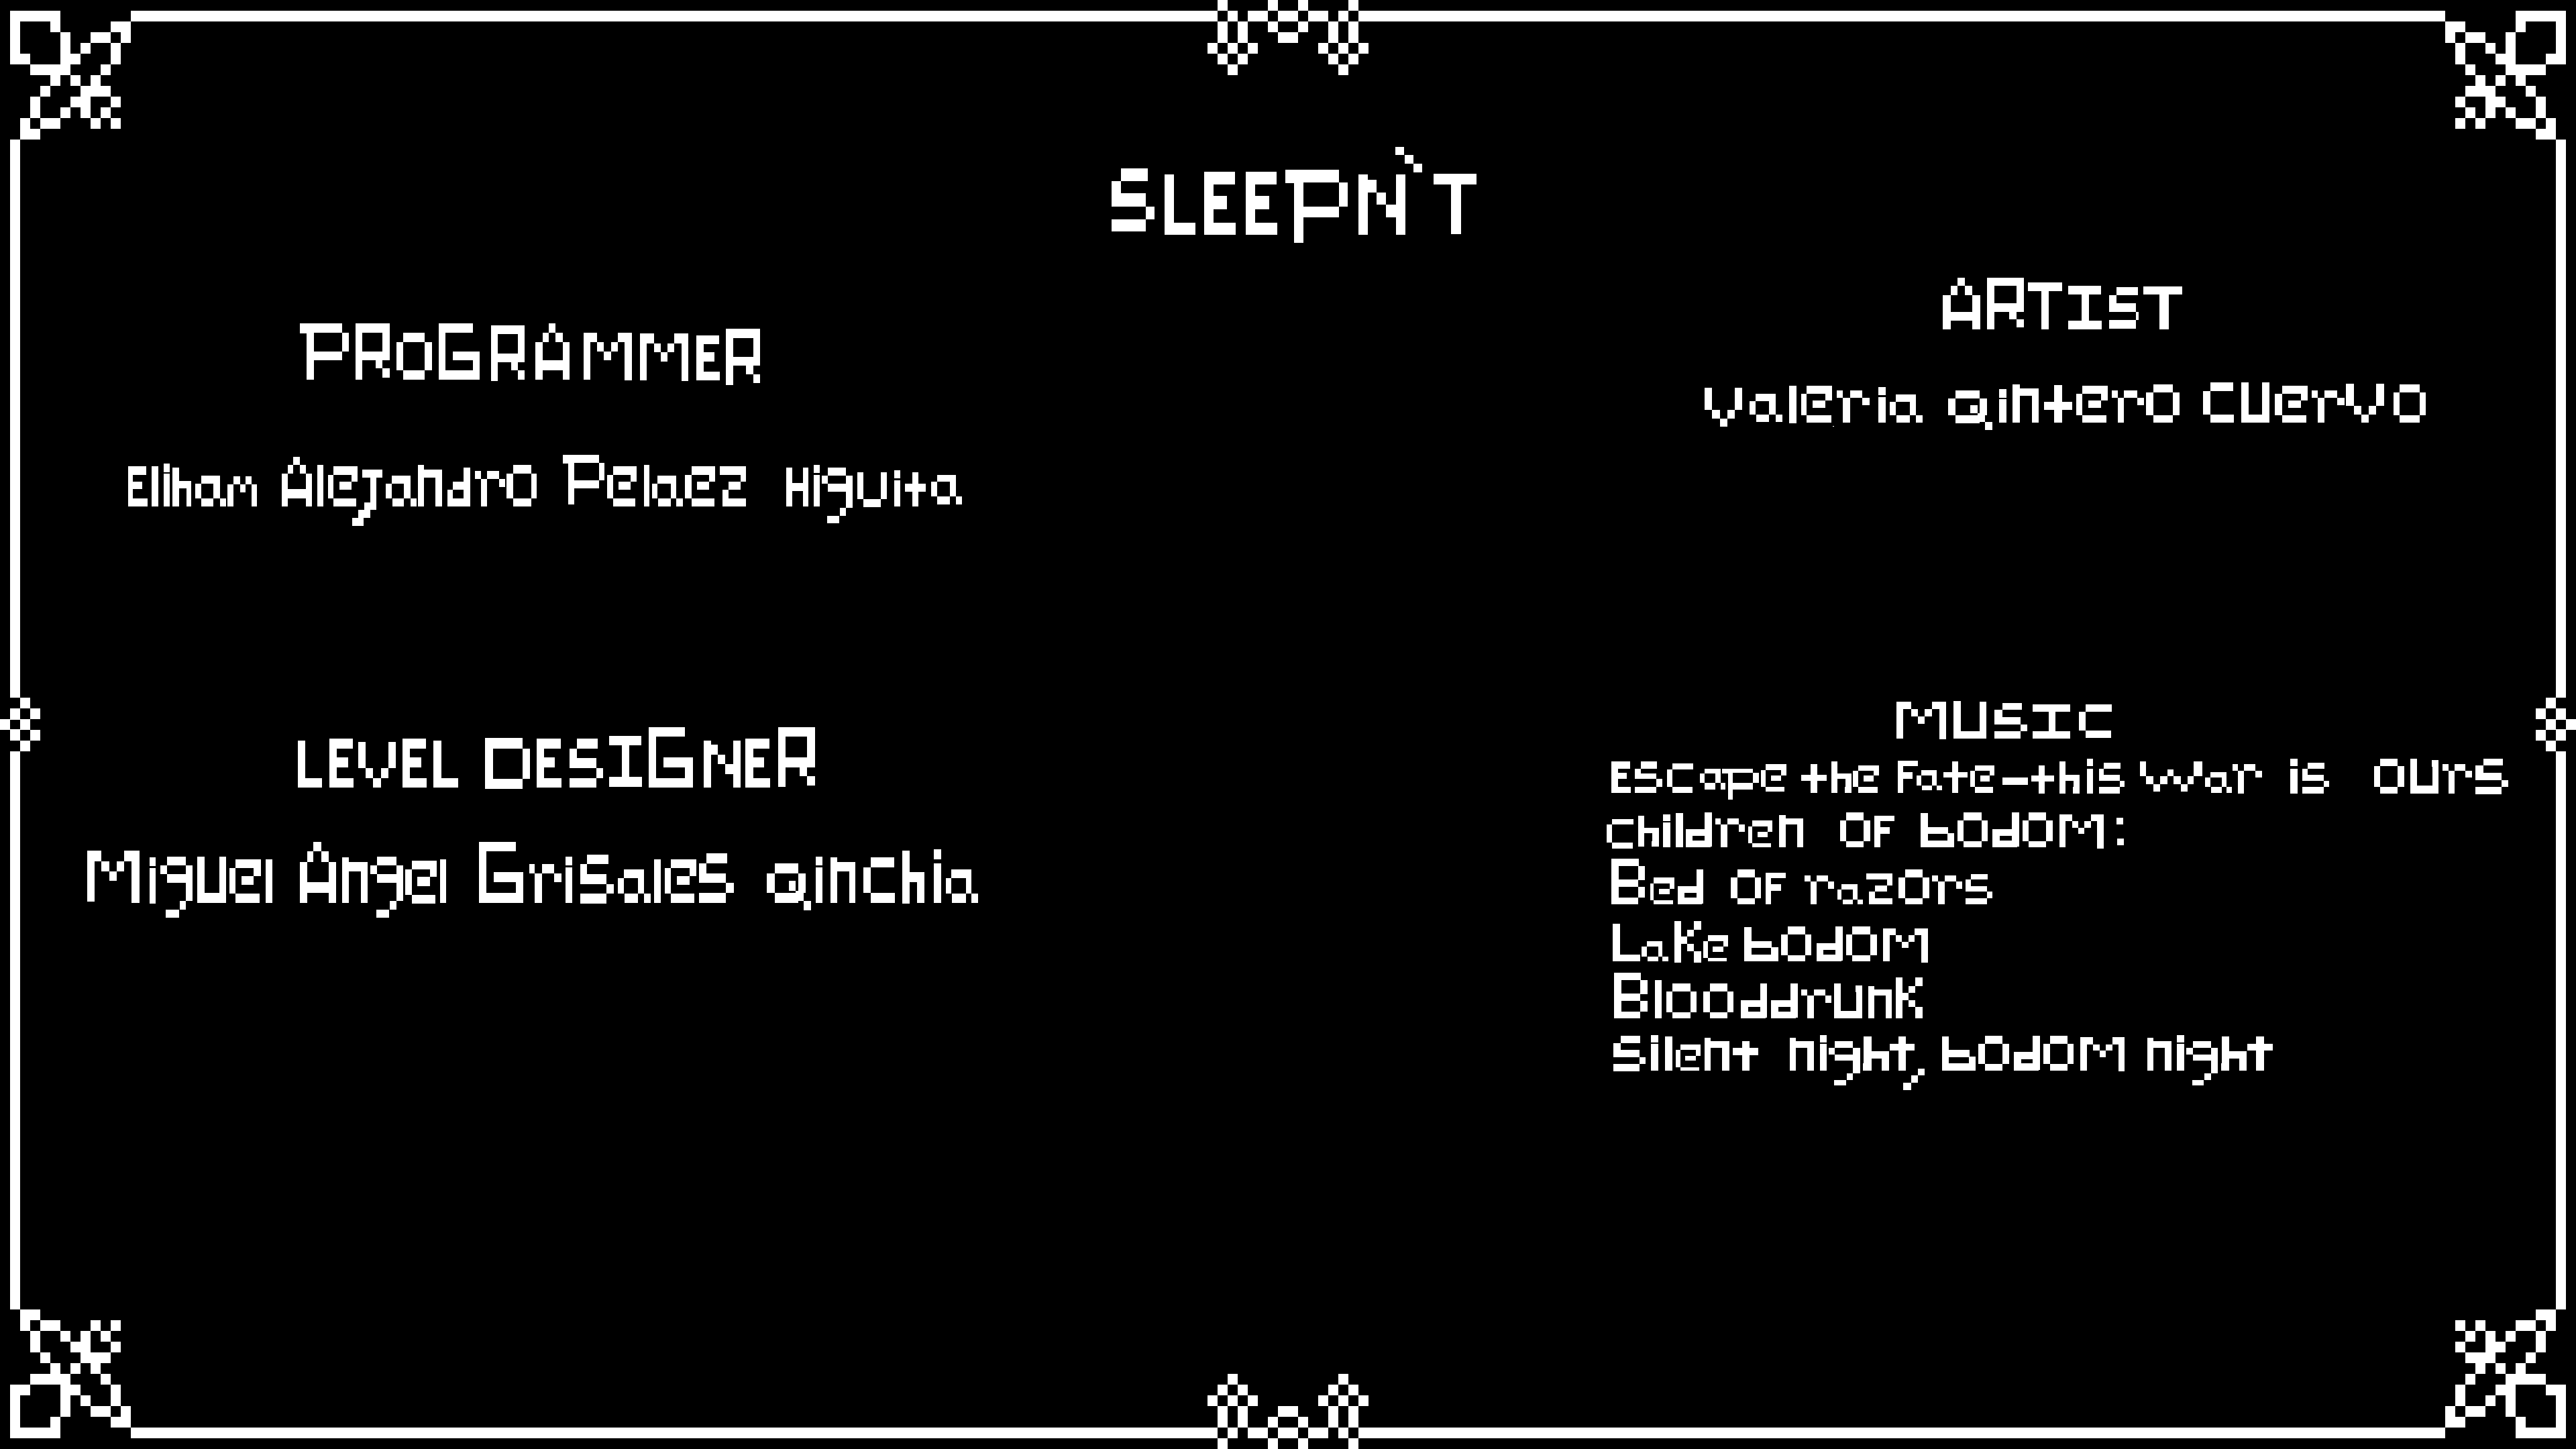 SLEEPN`T
PROGRAMMER
Eliham Alejandro Pelaez Higuita
ARTIST
Valeria Qintero Cuervo
LEVEL DESIGNER
Miguel Angel Grisales Qinchia
MUSIC
Escape the Fate-this war is ours
Children Of bodom:
Bed Of razors
Lake bodom
Blooddrunk
Silent night, bodom night